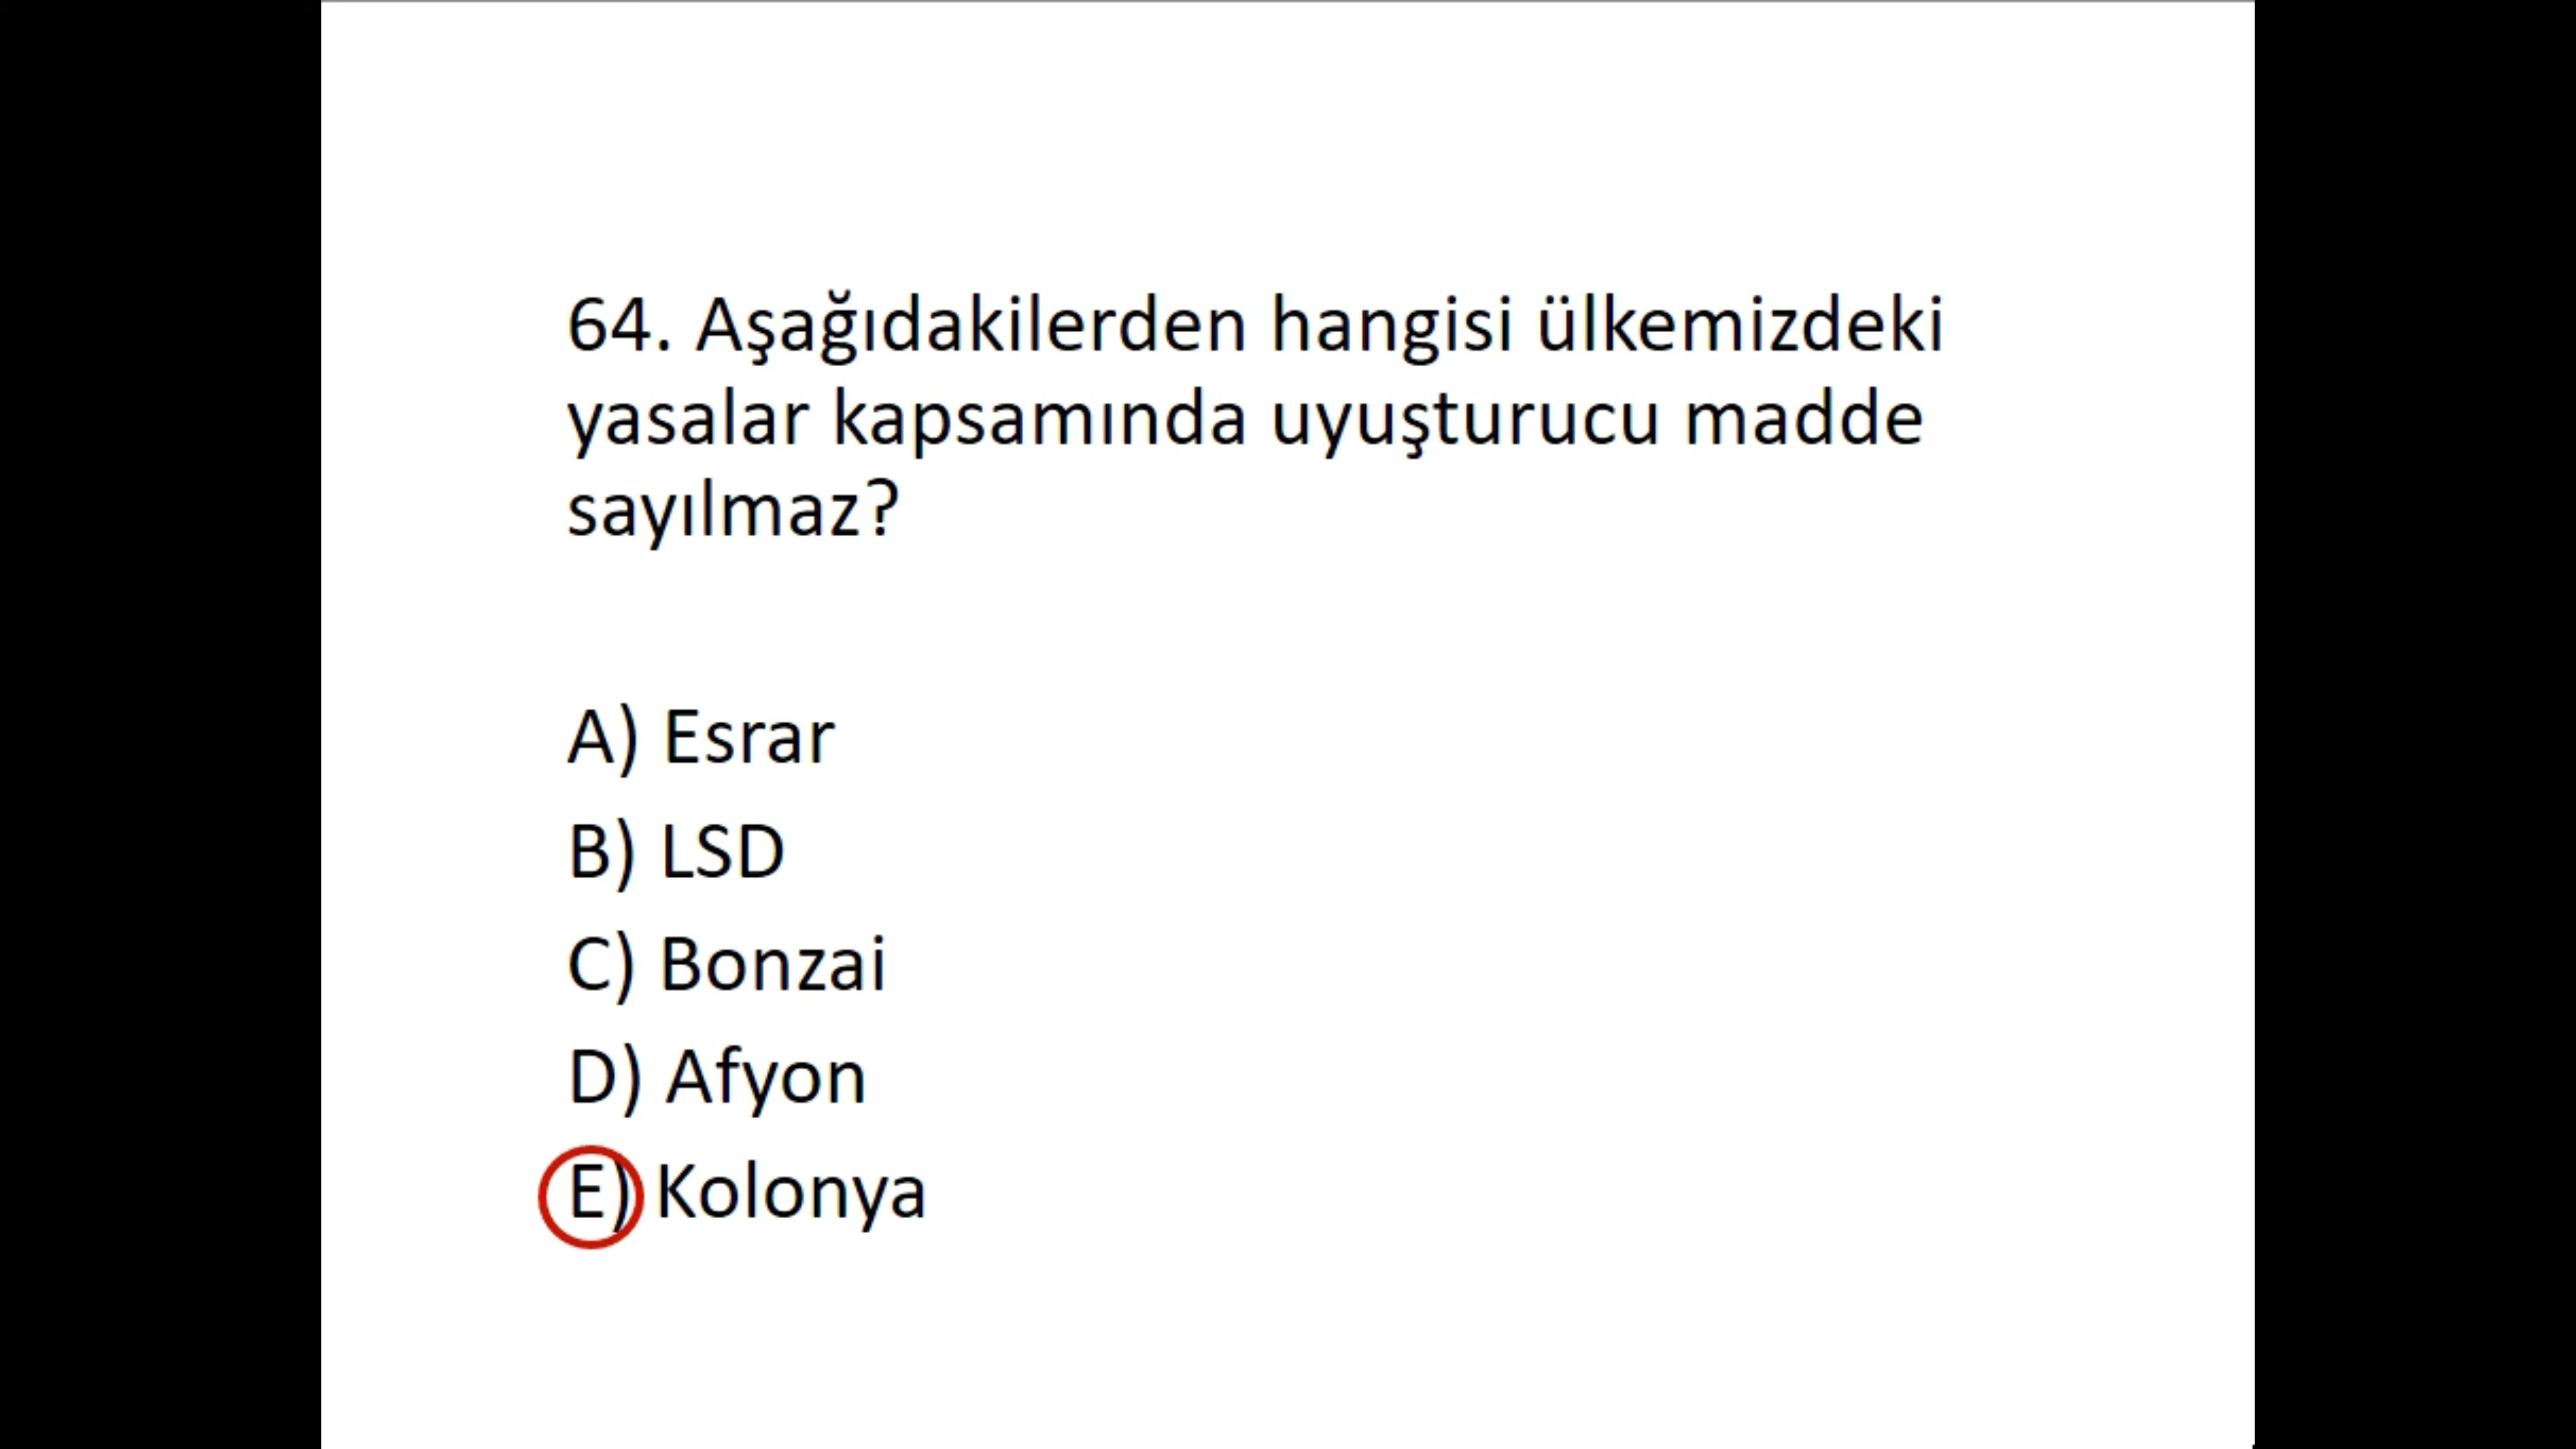 64. Aşağıdakilerden hangisi ülkemizdeki
yasalar kapsamında uyuşturucu madde
sayılmaz?
A) Esrar
B) LSD
C) Bonzai
D) Afyon
E) Kolonya